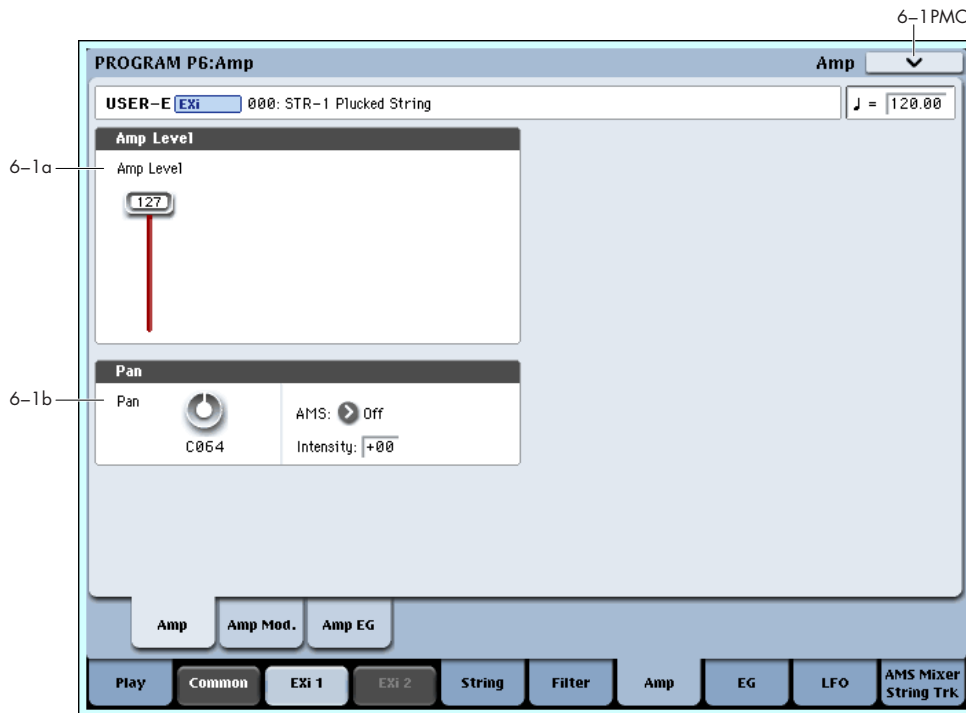 6–1PMC
PROGRAM P6:Amp
Amp
USER–E EXi 000: STR–1 Plucked String
♩ = 120.00
Amp Level
6–1a
Amp Level
127
Pan
6–1b
Pan
AMS: Off
C064
Intensity: +00
Amp Amp Mod. Amp EG
Play Common EXi 1 EXi 2 String Filter Amp EG LFO AMS Mixer
String Trk